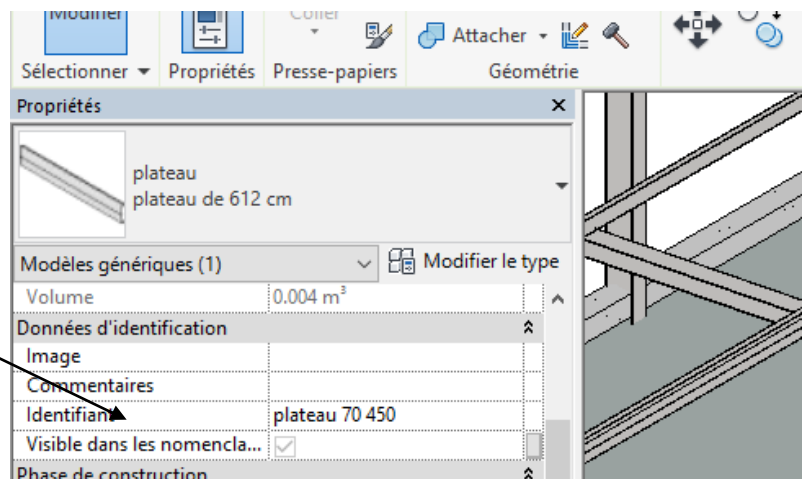 Modifier
Coller
Attacher
Sélectionner Propriétés Presse-papiers Géométrie
Propriétés
plateau
plateau de 612 cm
Modèles génériques (1) Modifier le type
Volume 0.004 m³
Données d'identification
Image
Commentaires
Identifiant plateau 70 450
Visible dans les nomencla...
Phase de construction